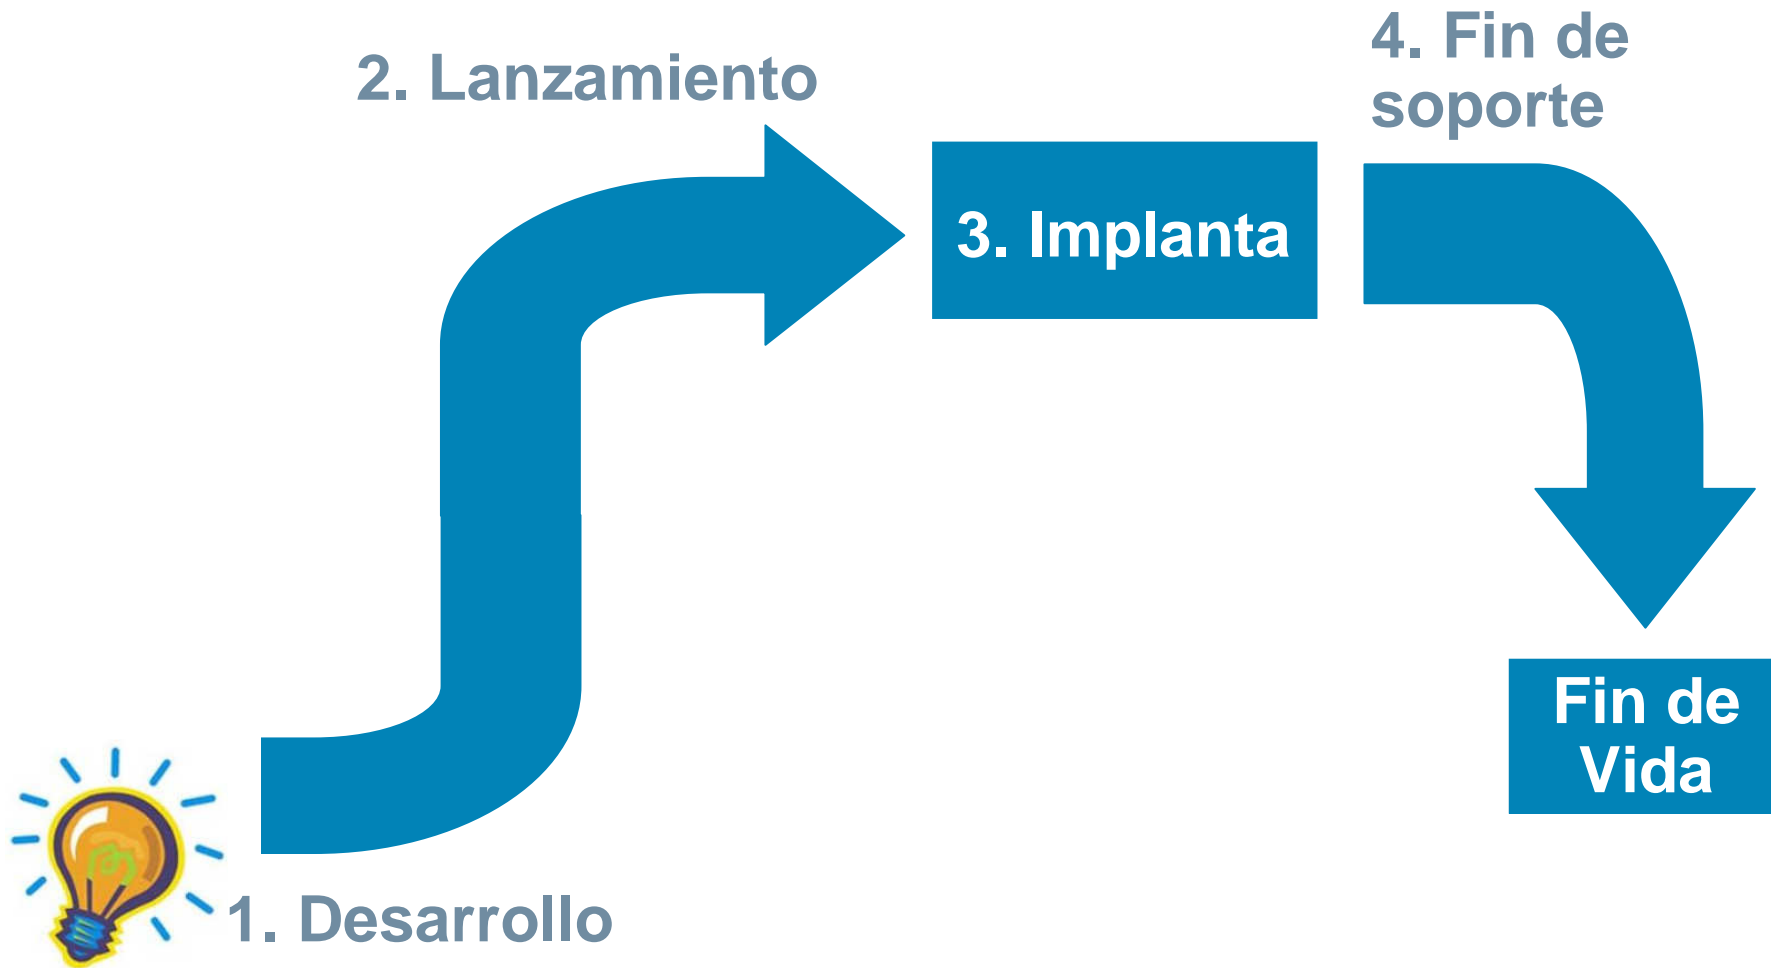 1. Desarrollo
2. Lanzamiento
3. Implanta
4. Fin de
soporte
Fin de
Vida